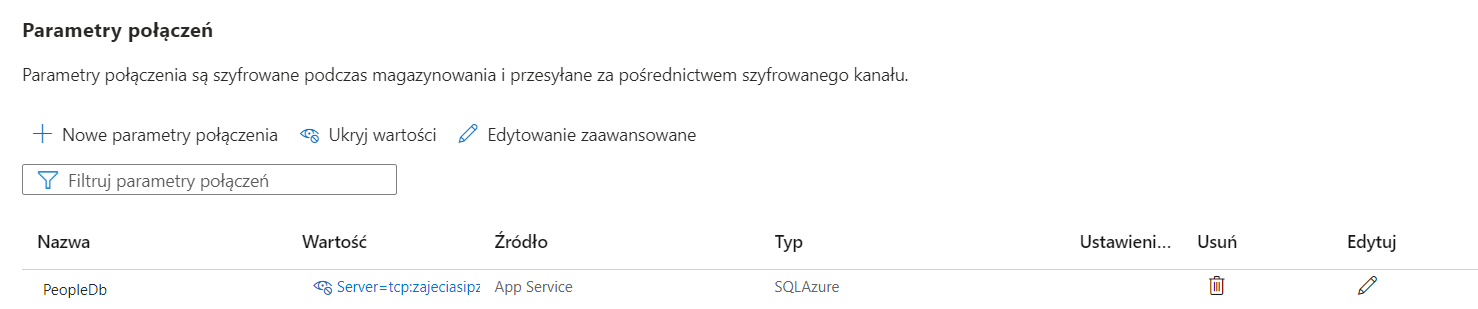 Parametry połączeń
Parametry połączenia są szyfrowane podczas magazynowania i przesyłane za pośrednictwem szyfrowanego kanału.
Nowe parametry połączenia Ukryj wartości Edytowanie zaawansowane
Filtruj parametry połączeń
Nazwa Wartość Źródło Typ Ustawieni... Usuń Edytuj
PeopleDb Server=tcp:zajeciasipz App Service SQLAzure